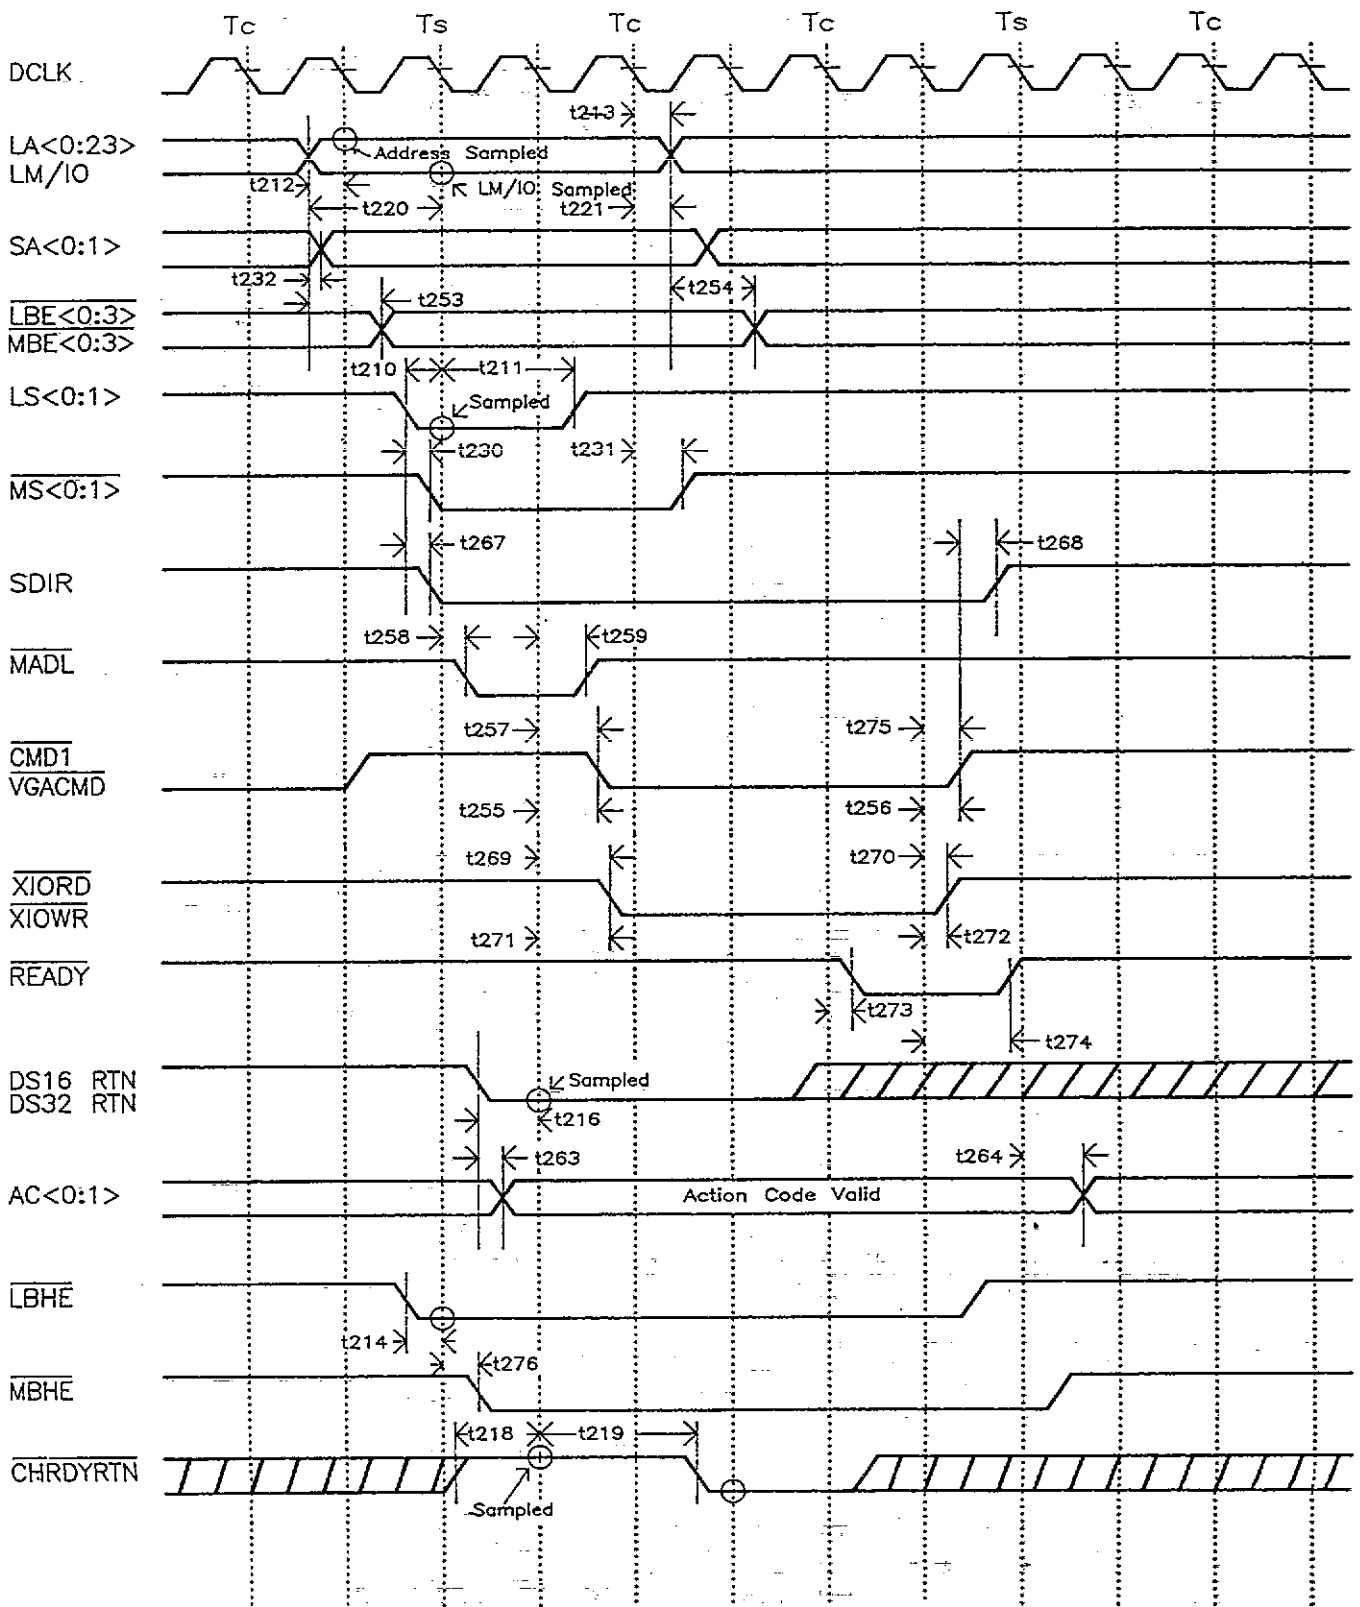 Tc Ts Tc Tc Ts Tc
DCLK
t213
LA<0:23>
Address Sampled
LM/IO
t212
LM/IO Sampled
t220
t221
SA<0:1>
t232
t254
t253
LBE<0:3>
MBE<0:3>
t210
t211
LS<0:1>
Sampled
t230
t231
MS<0:1>
t267
t268
SDIR
t258
t259
MADL
t257
t275
CMD1
VGACMD
t255
t256
t269
t270
XIORD
XIOWR
t271
t272
READY
t273
t274
DS16 RTN
Sampled
DS32 RTN
t216
t263
t264
AC<0:1>
Action Code Valid
LBHE
t214
t276
MBHE
t218
t219
CHRDYRTN
Sampled